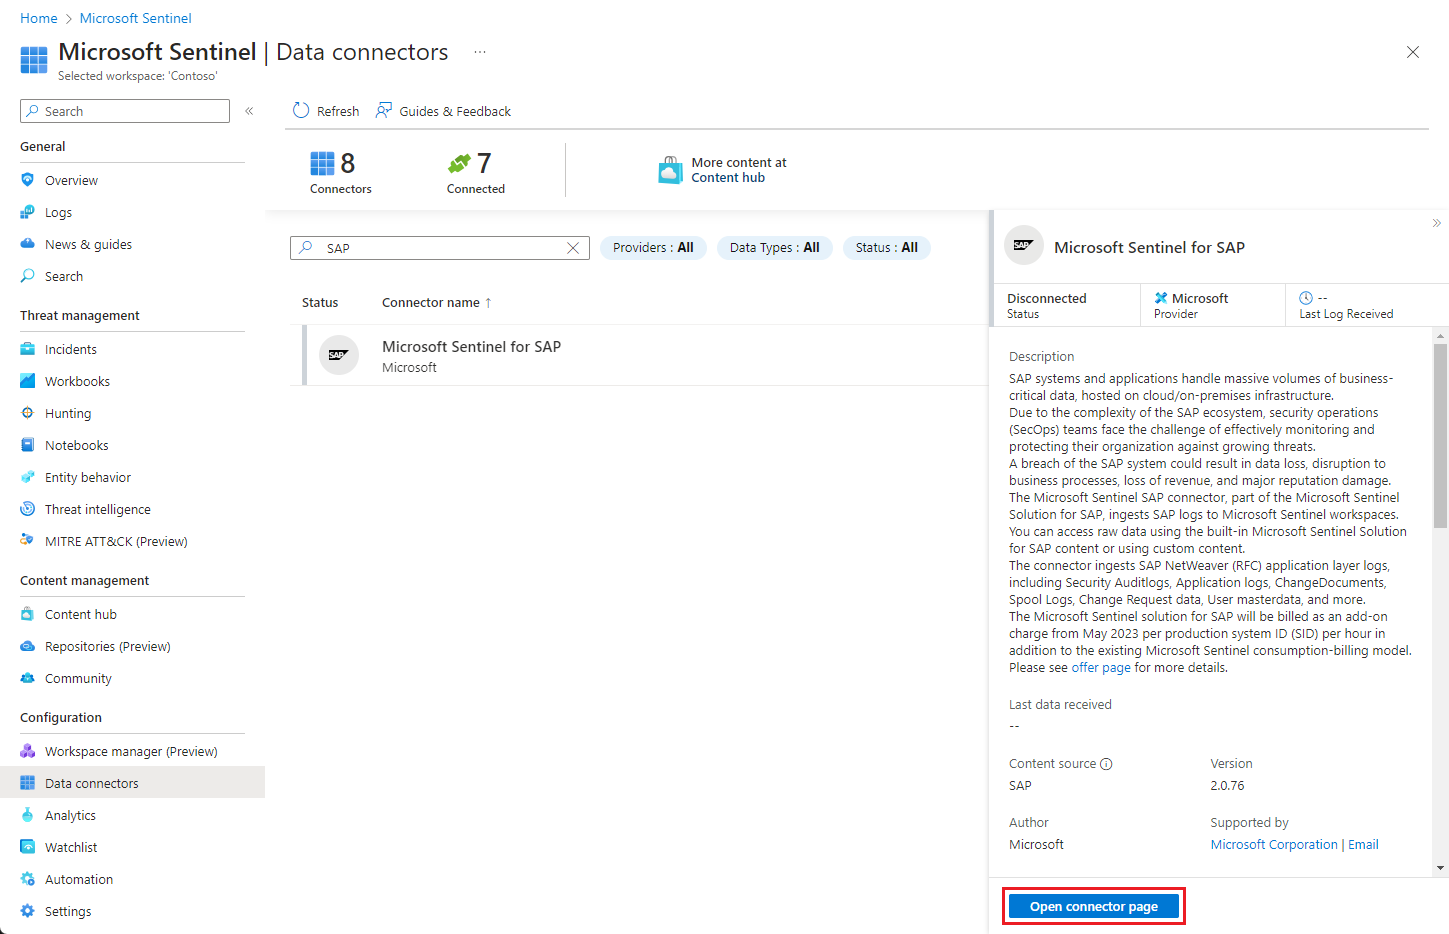 Home > Microsoft Sentinel
Microsoft Sentinel | Data connectors ...
Selected workspace: 'Contoso'
Search «
General
Overview
Logs
News & guides
Search
Threat management
Incidents
Workbooks
Hunting
Notebooks
Entity behavior
Threat intelligence
MITRE ATT&CK (Preview)
Content management
Content hub
Repositories (Preview)
Community
Configuration
Workspace manager (Preview)
Data connectors
Analytics
Watchlist
Automation
Settings
Refresh Guides & Feedback
8
Connectors
7
Connected
More content at
Content hub
SAP Providers : All Data Types : All Status : All
Status Connector name ↑
SAP
Microsoft Sentinel for SAP
Microsoft
»
SAP
Microsoft Sentinel for SAP
Disconnected
Status
Microsoft
Provider
--
Last Log Received
Description
SAP systems and applications handle massive volumes of business-
critical data, hosted on cloud/on-premises infrastructure.
Due to the complexity of the SAP ecosystem, security operations
(SecOps) teams face the challenge of effectively monitoring and
protecting their organization against growing threats.
A breach of the SAP system could result in data loss, disruption to
business processes, loss of revenue, and major reputation damage.
The Microsoft Sentinel SAP connector, part of the Microsoft Sentinel
Solution for SAP, ingests SAP logs to Microsoft Sentinel workspaces.
You can access raw data using the built-in Microsoft Sentinel Solution
for SAP content or using custom content.
The connector ingests SAP NetWeaver (RFC) application layer logs,
including Security Auditlogs, Application logs, ChangeDocuments,
Spool Logs, Change Request data, User masterdata, and more.
The Microsoft Sentinel solution for SAP will be billed as an add-on
charge from May 2023 per production system ID (SID) per hour in
addition to the existing Microsoft Sentinel consumption-billing model.
Please see offer page for more details.
Last data received
--
Content source Version
SAP 2.0.76
Author Supported by
Microsoft Microsoft Corporation | Email
Open connector page